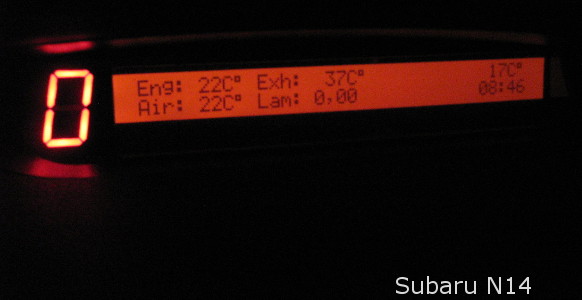 0
Eng: 22C° Exh: 37C° 17C°
Air: 22C° Lam: 0,00 08:46
Subaru N14